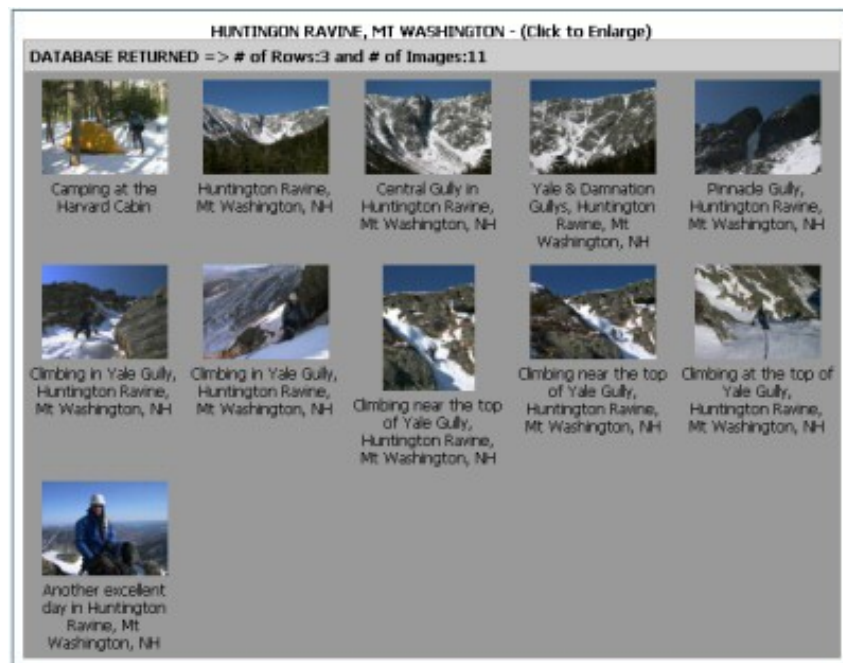 HUNTINGON RAVINE, MT WASHINGTON - (Click to Enlarge)
DATABASE RETURNED => # of Rows:3 and # of Images:11
Camping at the
Harvard Cabin
Huntington Ravine,
Mt Washington, NH
Central Gully in
Huntington Ravine,
Mt Washington, NH
Yale & Damnation
Gullys, Huntington
Ravine, Mt
Washington, NH
Pinnacle Gully,
Huntington Ravine,
Mt Washington, NH
Climbing in Yale Gully,
Huntington Ravine,
Mt Washington, NH
Climbing in Yale Gully,
Huntington Ravine,
Mt Washington, NH
Climbing near the top
of Yale Gully,
Huntington Ravine,
Mt Washington, NH
Climbing near the top
of Yale Gully,
Huntington Ravine,
Mt Washington, NH
Climbing at the top of
Yale Gully,
Huntington Ravine,
Mt Washington, NH
Another excellent
day in Huntington
Ravine, Mt
Washington, NH